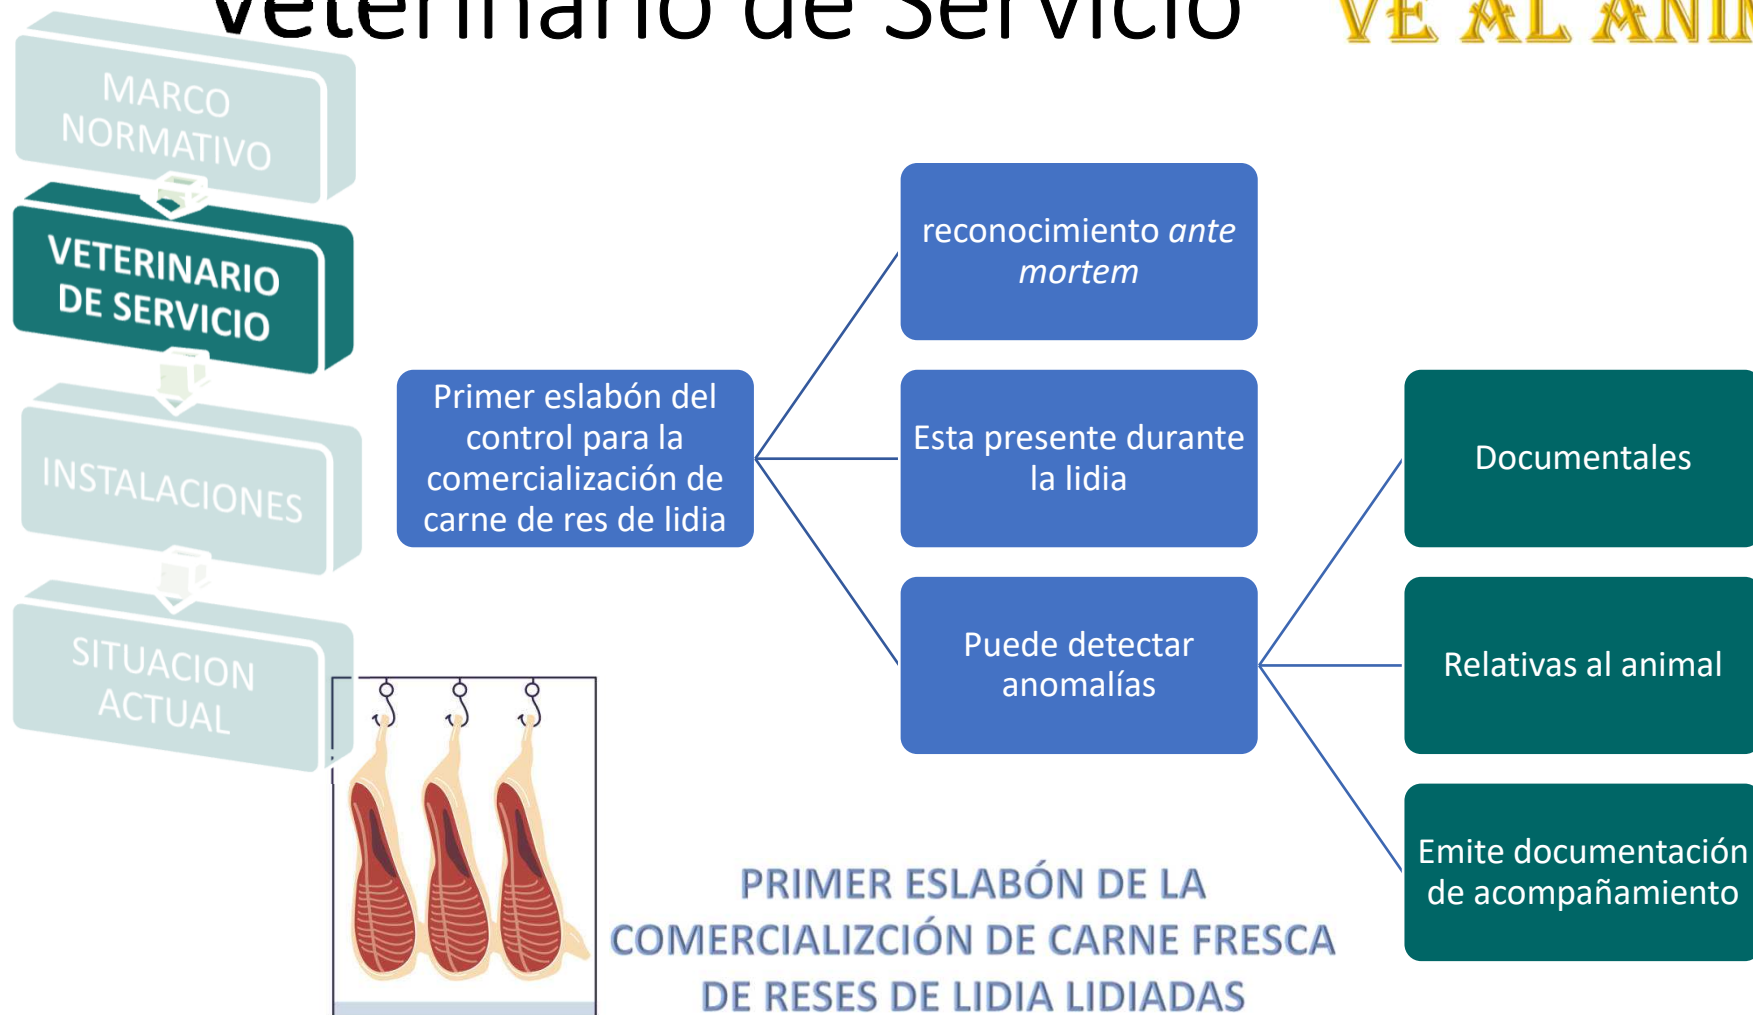 Veterinario de Servicio
VE AL ANIM
MARCO
NORMATIVO
VETERINARIO
DE SERVICIO
INSTALACIONES
SITUACION
ACTUAL
Primer eslabón del
control para la
comercialización de
carne de res de lidia
reconocimiento ante
mortem
Esta presente durante
la lidia
Puede detectar
anomalías
Documentales
Relativas al animal
Emite documentación
de acompañamiento
PRIMER ESLABÓN DE LA
COMERCIALIZCIÓN DE CARNE FRESCA
DE RESES DE LIDIA LIDIADAS